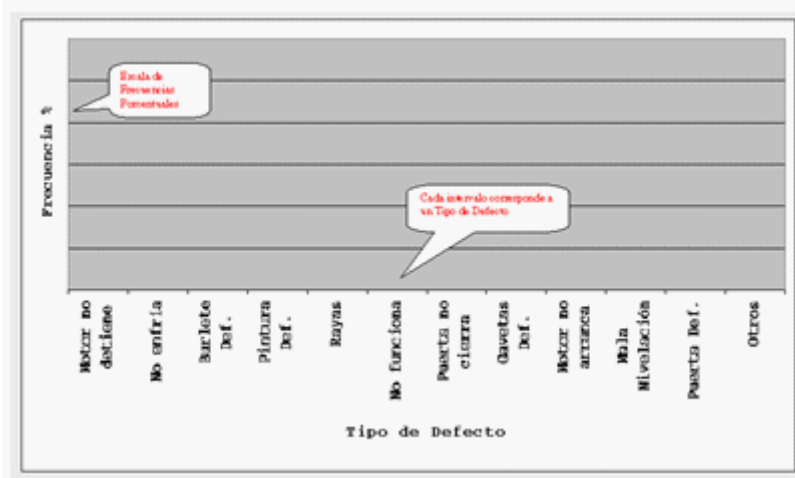 Escala de
Frecuencias
Porcentuales
Frecuencia %
Cada intervalo corresponde a
un Tipo de Defecto
Motor no
detiene
No enfría
Burlete
Def.
Pintura
Def.
Rayas
No funciona
Puerta no
cierra
Gavetas
Def.
Motor no
arranca
Mala
Nivelación
Puerta Def.
Otros
Tipo de Defecto